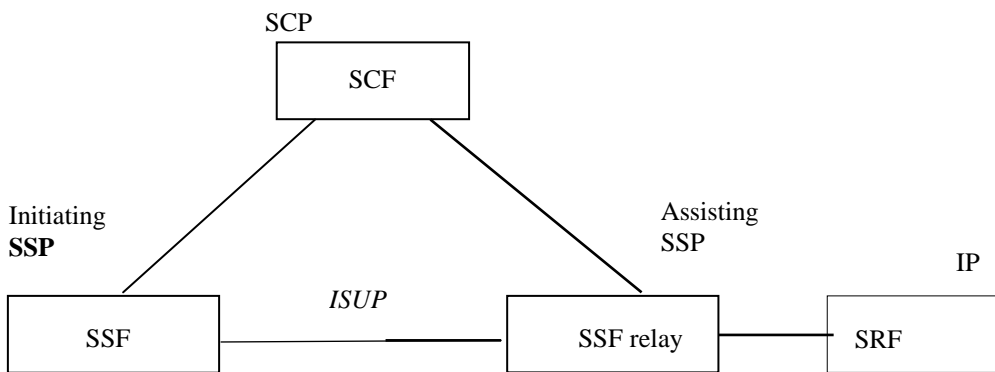 SCP
SCF
Initiating
SSP
Assisting
SSP
IP
ISUP
SSF
SSF relay
SRF